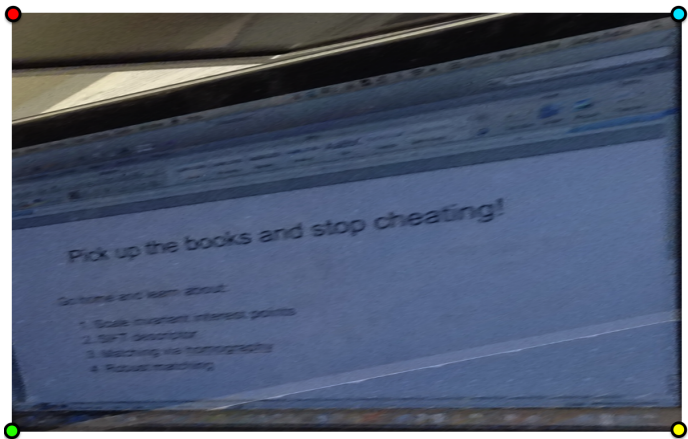 Pick up the books and stop cheating!
Go home and learn about:
1. Scale invariant interest points
2. SIFT descriptor
3. Matching via homography
4. Robust matching